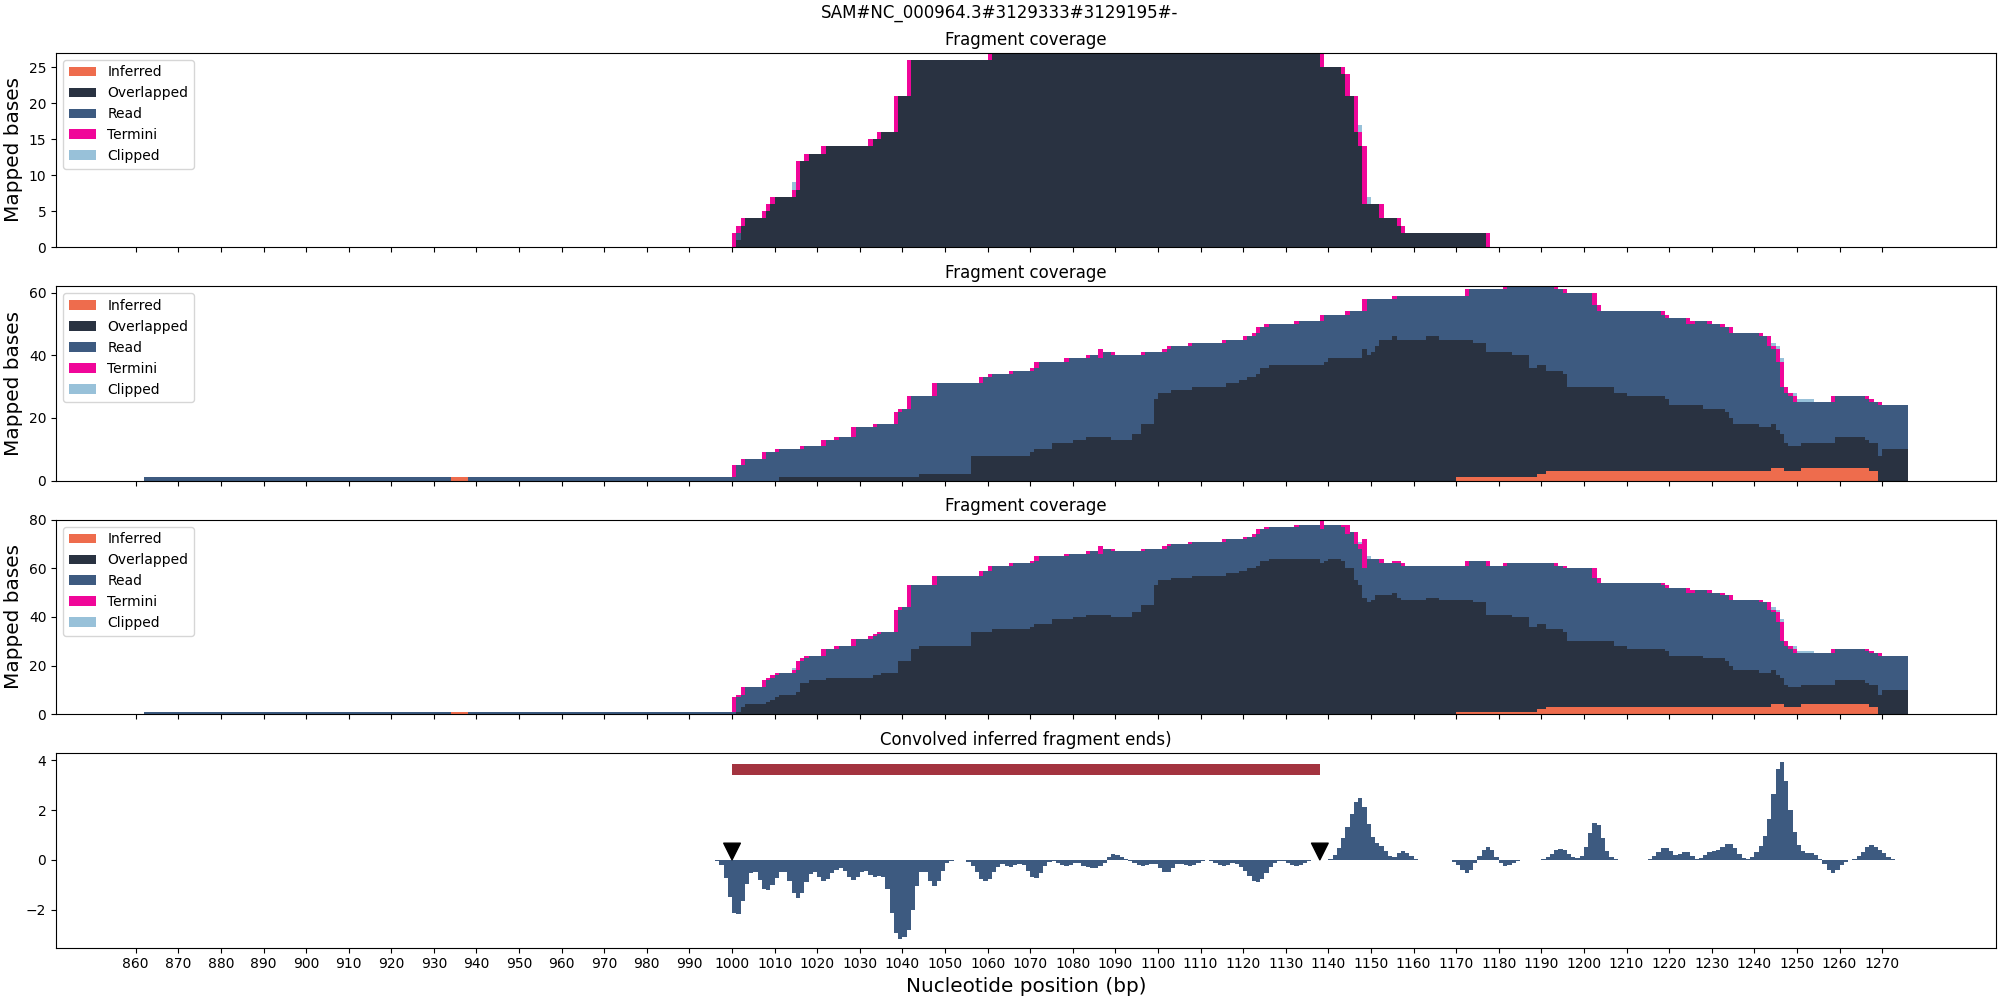 SAM#NC_000964.3#3129333#3129195#-
Fragment coverage
Mapped bases
25
20
15
10
5
0
Inferred
Overlapped
Read
Termini
Clipped
Fragment coverage
Mapped bases
60
40
20
0
Inferred
Overlapped
Read
Termini
Clipped
Fragment coverage
Mapped bases
80
60
40
20
0
Inferred
Overlapped
Read
Termini
Clipped
Convolved inferred fragment ends)
4
2
0
−2
860 870 880 890 900 910 920 930 940 950 960 970 980 990 1000 1010 1020 1030 1040 1050 1060 1070 1080 1090 1100 1110 1120 1130 1140 1150 1160 1170 1180 1190 1200 1210 1220 1230 1240 1250 1260 1270
Nucleotide position (bp)